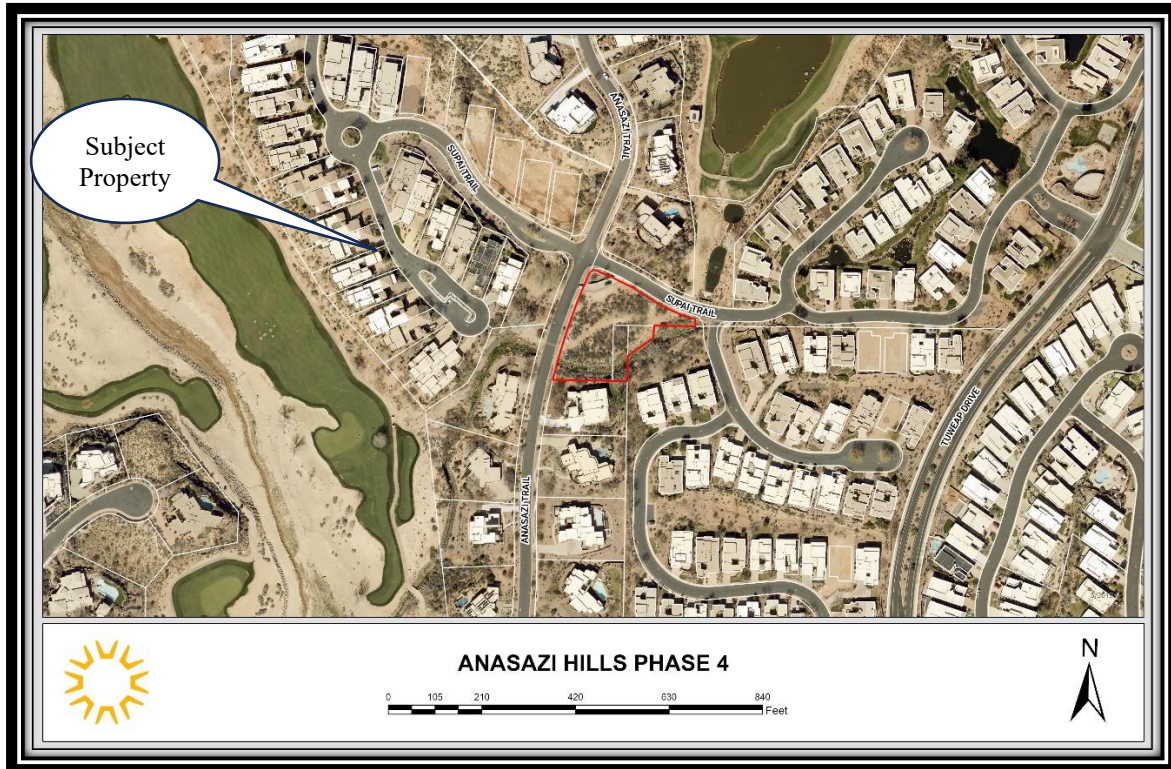 Subject
Property
ANASAZI TRAIL
SUPAI TRAIL
SUPAI TRAIL
TUWEAP DRIVE
ANASAZI TRAIL
ANASAZI HILLS PHASE 4
0 105 210 420 630 840
Feet
N